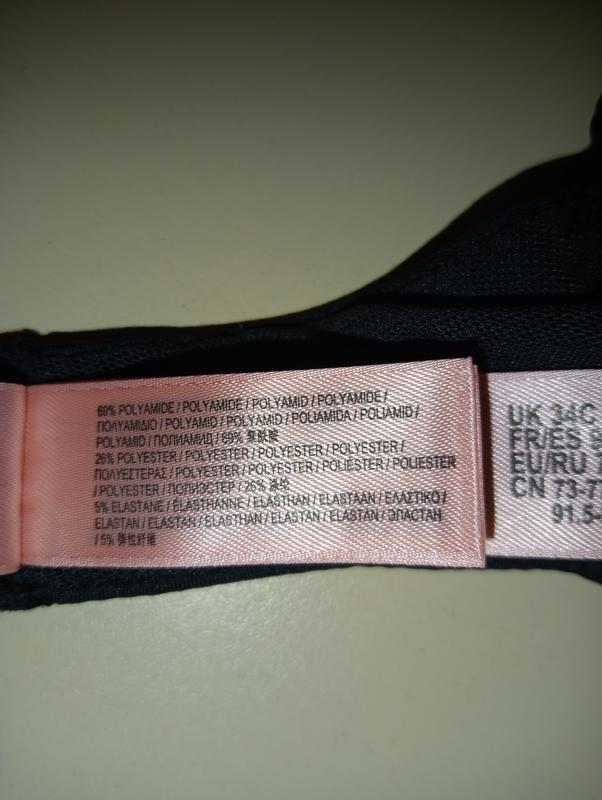 69% POLYAMIDE / POLYAMIDE / POLYAMID / POLYAMIDE /
ΠΟΛΥΑΜΙΔΙΟ / POLYAMID / POLYAMID / POLIAMIDA / POLIAMID /
POLYAMID / ПОЛИАМИД / 69% 聚酰胺
26% POLYESTER / POLYESTER / POLYESTER / POLYESTER /
ΠΟΛΥΕΣΤΕΡΑΣ / POLYESTER / POLYESTER / POLIÉSTER / POLIESTER
/ POLYESTER / ПОЛИЭСТЕР / 26% 涤纶
5% ELASTANE / ÉLASTHANNE / ELASTHAN / ELASTAAN / ΕΛΑΣΤΙΚΟ /
ELASTAN / ELASTAN / ELASTHAN / ELASTAN / ELASTAN / ЭЛАСТАН
/ 5% 弹性纤维
UK 34C
FR/ES 9
EU/RU
CN 73-7
91.5-